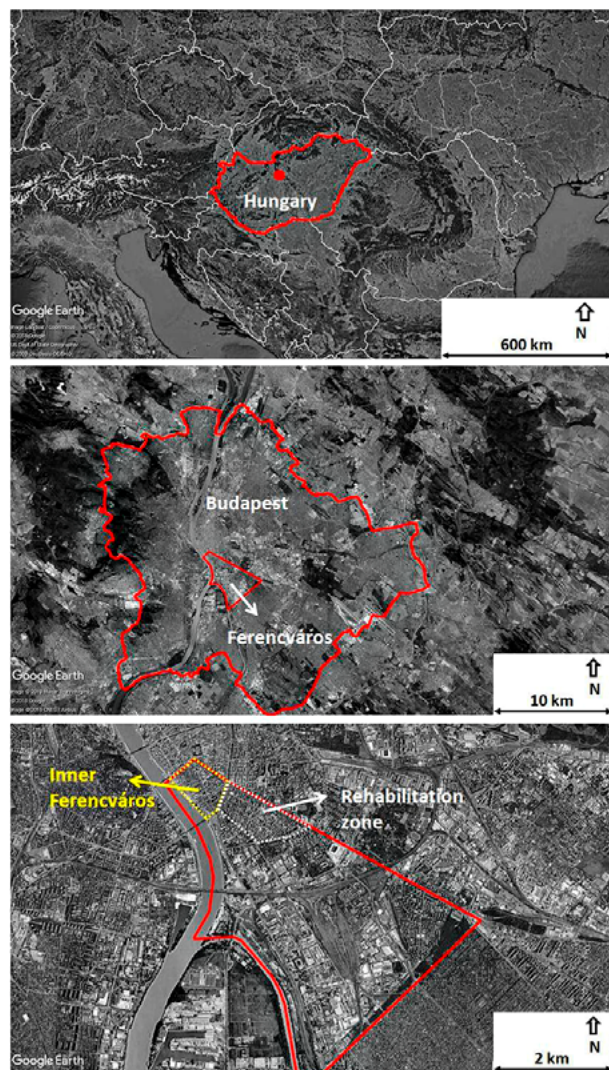 Hungary
Google Earth
N
600 km
Budapest
Ferencváros
Google Earth
N
10 km
Inner
Ferencváros
Rehabilitation
zone
Google Earth
N
2 km